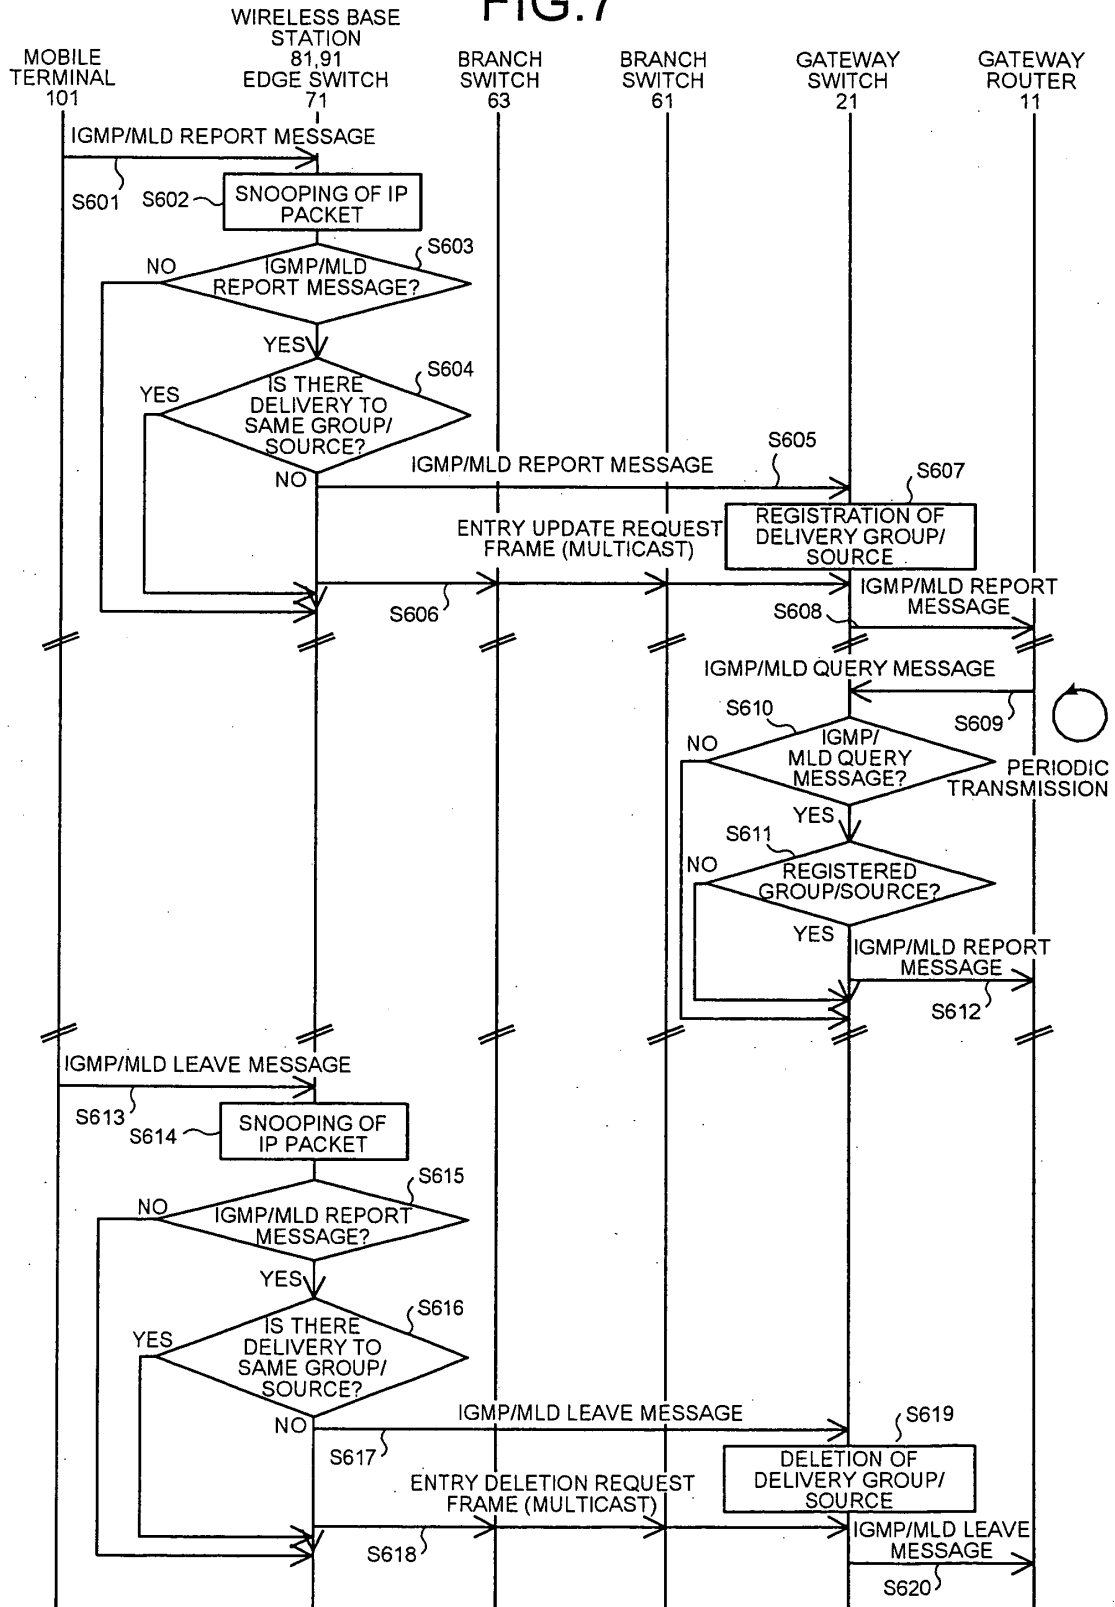 FIG.7
MOBILE
TERMINAL
101
WIRELESS BASE
STATION
81,91
EDGE SWITCH
71
BRANCH
SWITCH
63
BRANCH
SWITCH
61
GATEWAY
SWITCH
21
GATEWAY
ROUTER
11
IGMP/MLD REPORT MESSAGE
S601
S602
SNOOPING OF IP
PACKET
S603
NO
IGMP/MLD
REPORT MESSAGE?
YES
S604
YES
IS THERE
DELIVERY TO
SAME GROUP/
SOURCE?
NO
IGMP/MLD REPORT MESSAGE
S605
S607
REGISTRATION OF
DELIVERY GROUP/
SOURCE
ENTRY UPDATE REQUEST
FRAME (MULTICAST)
S606
IGMP/MLD REPORT
MESSAGE
S608
IGMP/MLD QUERY MESSAGE
S609
PERIODIC
TRANSMISSION
S610
NO
IGMP/
MLD QUERY
MESSAGE?
YES
S611
NO
REGISTERED
GROUP/SOURCE?
YES
IGMP/MLD REPORT
MESSAGE
S612
IGMP/MLD LEAVE MESSAGE
S613
S614
SNOOPING OF
IP PACKET
S615
NO
IGMP/MLD REPORT
MESSAGE?
YES
S616
YES
IS THERE
DELIVERY TO
SAME GROUP/
SOURCE?
NO
IGMP/MLD LEAVE MESSAGE
S617
S619
DELETION OF
DELIVERY GROUP/
SOURCE
ENTRY DELETION REQUEST
FRAME (MULTICAST)
S618
IGMP/MLD LEAVE
MESSAGE
S620